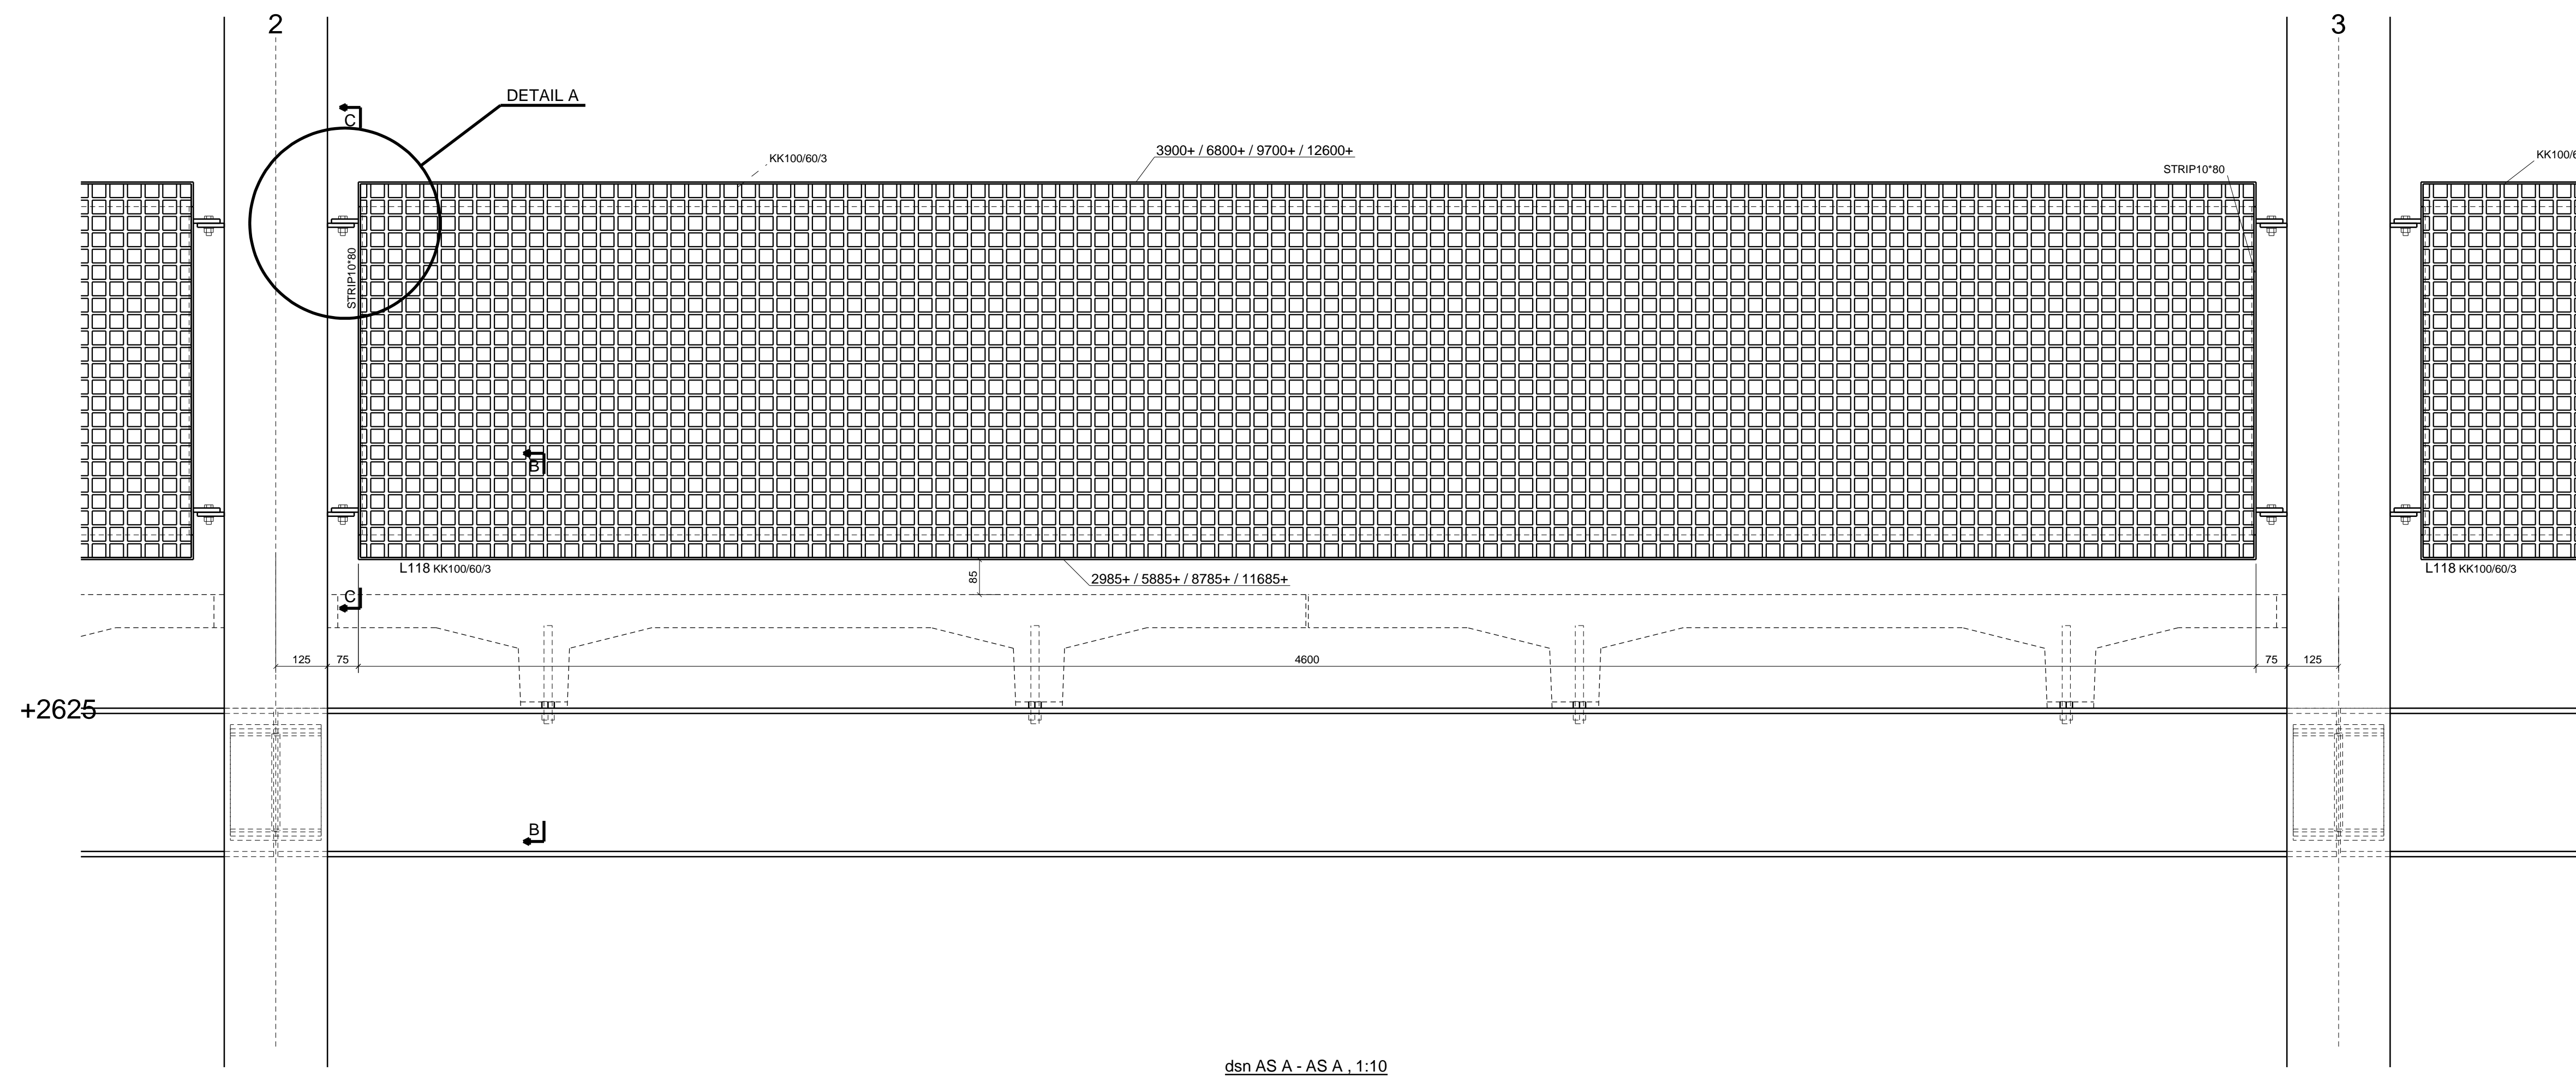 2
3
DETAIL A
C
3900+ / 6800+ / 9700+ / 12600+
KK100/60/3
STRIP10*80
STRIP10*80
B
L118 KK100/60/3
85
2985+ / 5885+ / 8785+ / 11685+
L118 KK100/60/3
C
125
75
4600
75
125
+2625
B
dsn AS A - AS A , 1:10